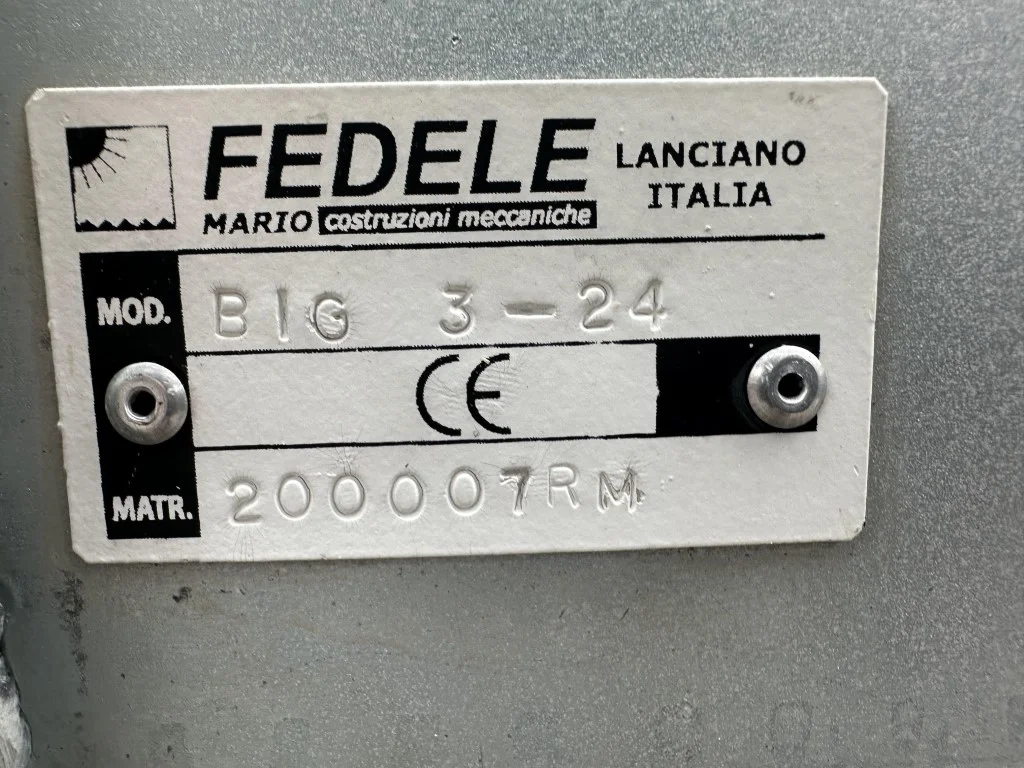 FEDELE
LANCIANO
ITALIA
MARIO costruzioni meccaniche
MOD. BIG 3-24
CE
MATR. 200007RM